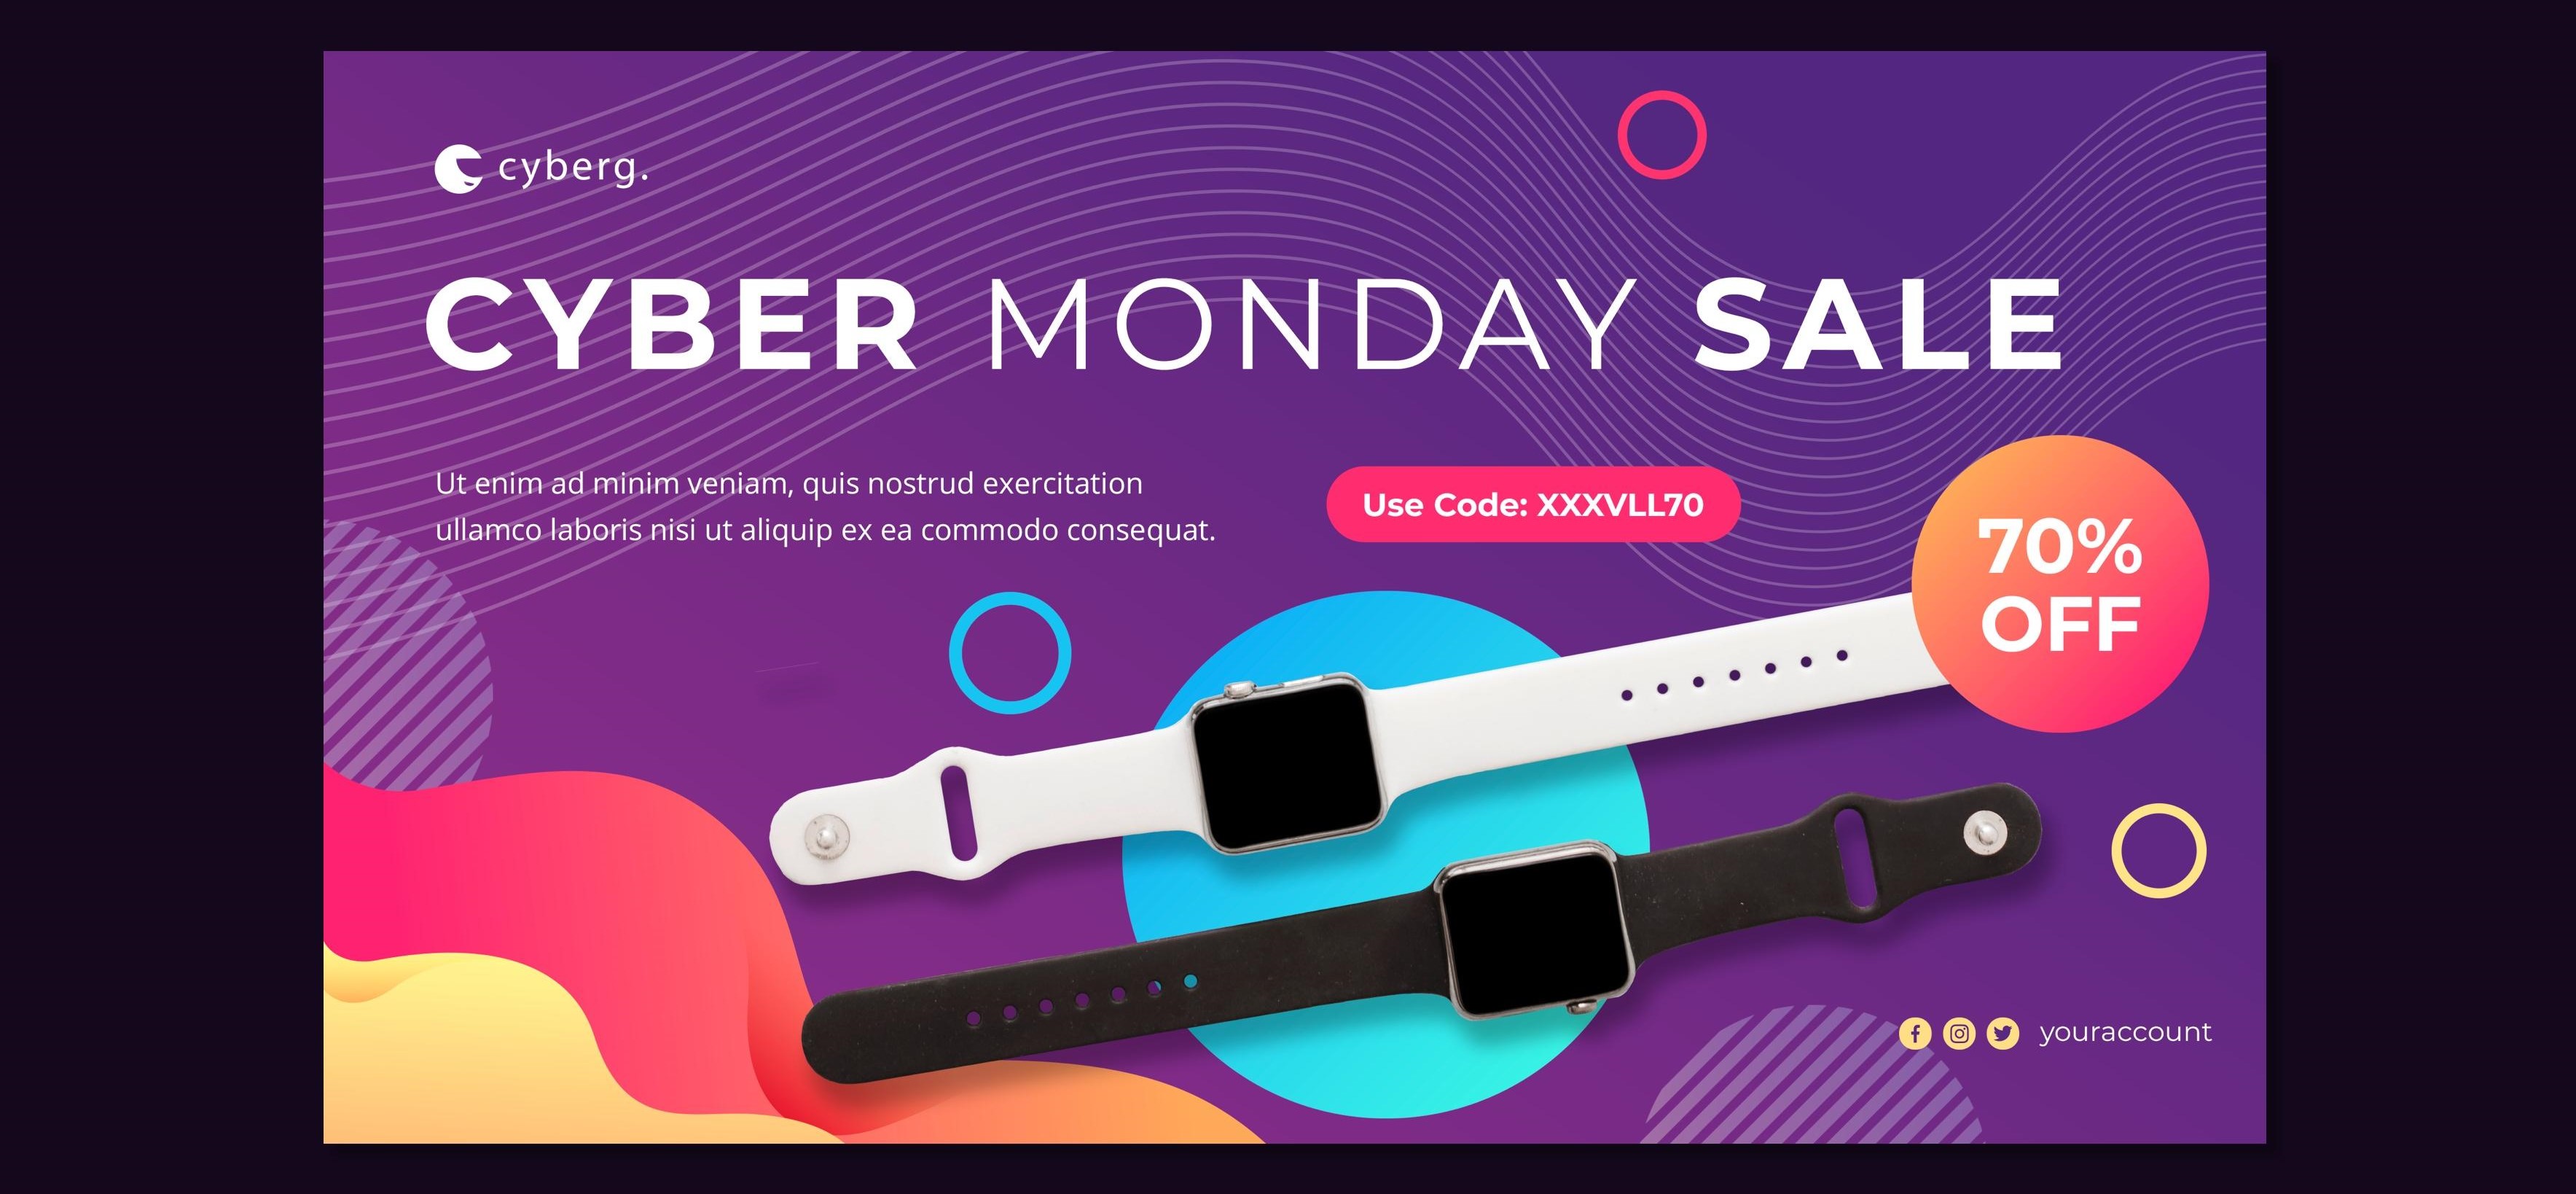 cyberg.
CYBER MONDAY SALE
Ut enim ad minim veniam, quis nostrud exercitation
ullamco laboris nisi ut aliquip ex ea commodo consequat.
Use Code: XXXVLL70
70%
OFF
youraccount